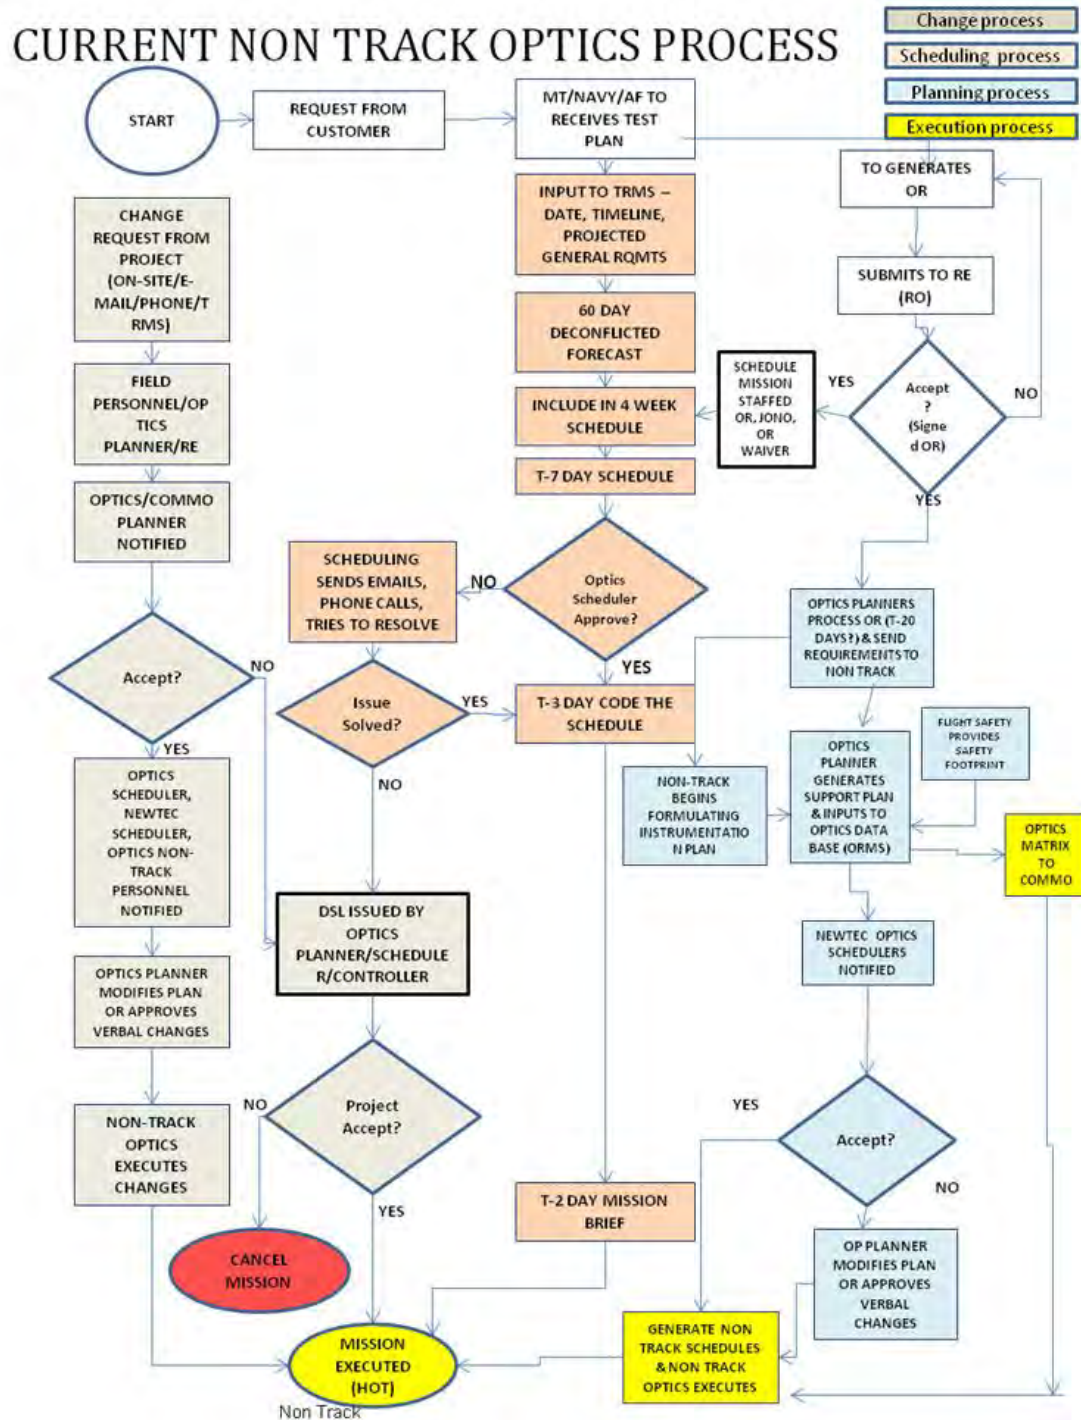 CURRENT NON TRACK OPTICS PROCESS
Change process
Scheduling process
Planning process
Execution process
START
REQUEST FROM
CUSTOMER
MT/NAVY/AF TO
RECEIVES TEST
PLAN
TO GENERATES
OR
SUBMITS TO RE
(RO)
Accept
?
(Signe
d OR)
YES
NO
YES
SCHEDULE
MISSION
STAFFED
OR, JONO,
OR
WAIVER
INPUT TO TRMS –
DATE, TIMELINE,
PROJECTED
GENERAL RQMTS
60 DAY
DECONFLICTED
FORECAST
INCLUDE IN 4 WEEK
SCHEDULE
T-7 DAY SCHEDULE
Optics
Scheduler
Approve?
NO
YES
SCHEDULING
SENDS EMAILS,
PHONE CALLS,
TRIES TO RESOLVE
Issue
Solved?
YES
NO
T-3 DAY CODE THE
SCHEDULE
CHANGE
REQUEST FROM
PROJECT
(ON-SITE/E-
MAIL/PHONE/T
RMS)
FIELD
PERSONNEL/OP
TICS
PLANNER/RE
OPTICS/COMMO
PLANNER
NOTIFIED
Accept?
NO
YES
OPTICS
SCHEDULER,
NEWTEC
SCHEDULER,
OPTICS NON-
TRACK
PERSONNEL
NOTIFIED
OPTICS PLANNER
MODIFIES PLAN
OR APPROVES
VERBAL CHANGES
NON-TRACK
OPTICS
EXECUTES
CHANGES
DSL ISSUED BY
OPTICS
PLANNER/SCHEDULE
R/CONTROLLER
Project
Accept?
NO
YES
CANCEL
MISSION
MISSION
EXECUTED
(HOT)
Non Track
T-2 DAY MISSION
BRIEF
OPTICS PLANNERS
PROCESS OR (T-20
DAYS?) & SEND
REQUIREMENTS TO
NON TRACK
NON-TRACK
BEGINS
FORMULATING
INSTRUMENTATIO
N PLAN
OPTICS
PLANNER
GENERATES
SUPPORT PLAN
& INPUTS TO
OPTICS DATA
BASE (ORMS)
FLIGHT SAFETY
PROVIDES
SAFETY
FOOTPRINT
OPTICS
MATRIX
TO
COMMO
NEWTEC OPTICS
SCHEDULERS
NOTIFIED
Accept?
YES
NO
OP PLANNER
MODIFIES PLAN
OR APPROVES
VERBAL
CHANGES
GENERATE NON
TRACK SCHEDULES
& NON TRACK
OPTICS EXECUTES